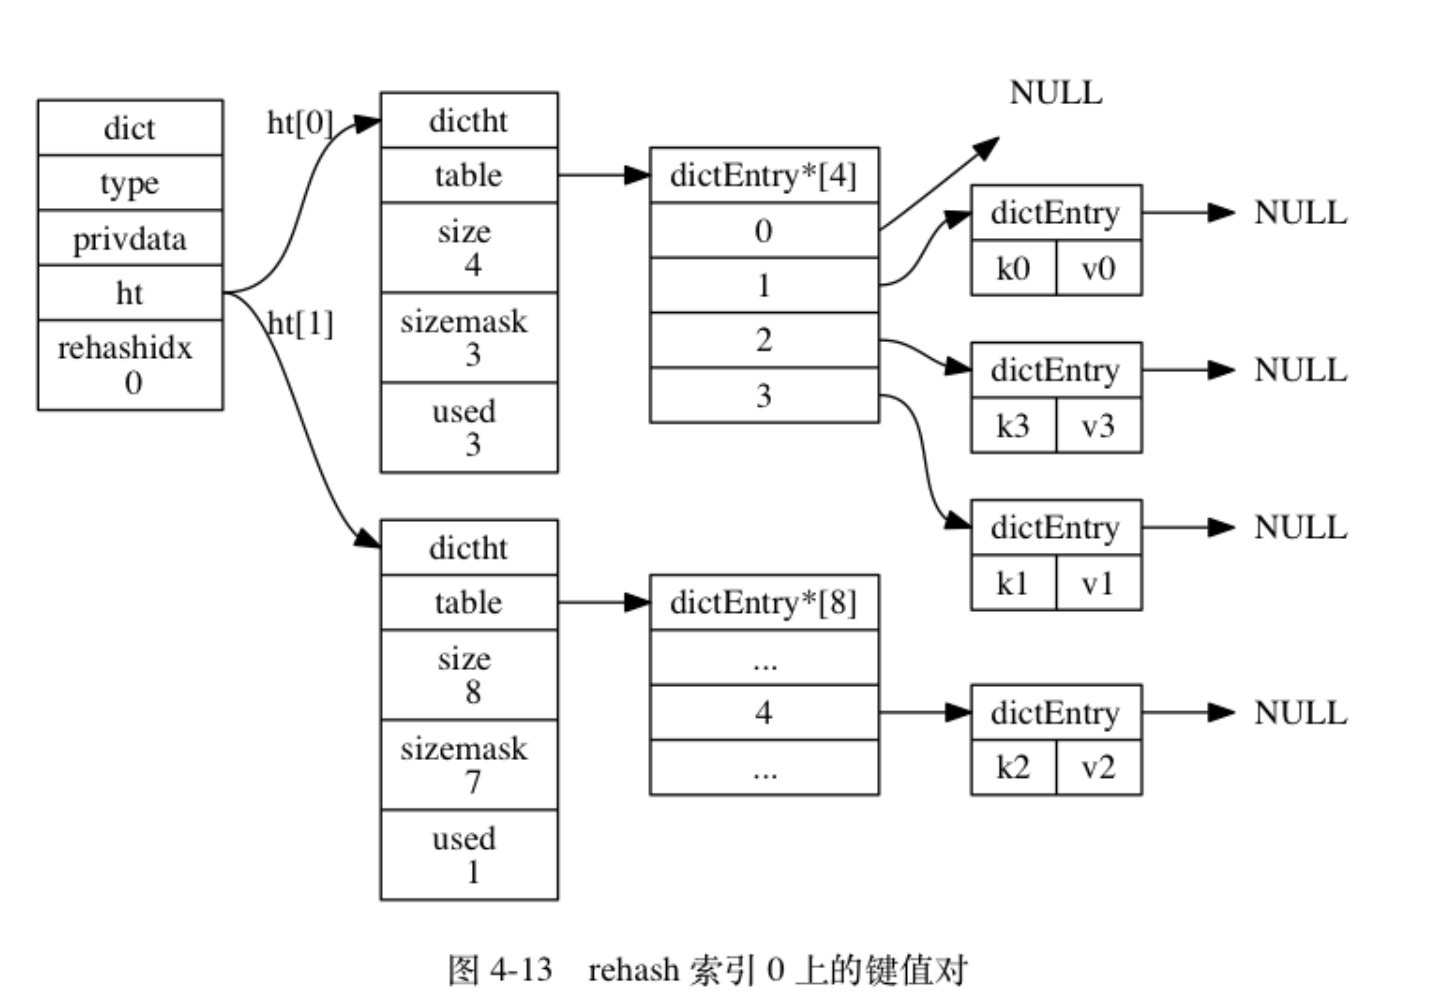 dict
type
privdata
ht
rehashidx
0
ht[0]
ht[1]
dictht
table
size
4
sizemask
3
used
3
dictEntry*[4]
0
1
2
3
NULL
dictEntry
k0 v0
NULL
dictEntry
k3 v3
NULL
dictEntry
k1 v1
NULL
dictht
table
size
8
sizemask
7
used
1
dictEntry*[8]
...
4
...
dictEntry
k2 v2
NULL
图 4-13 rehash 索引 0 上的键值对